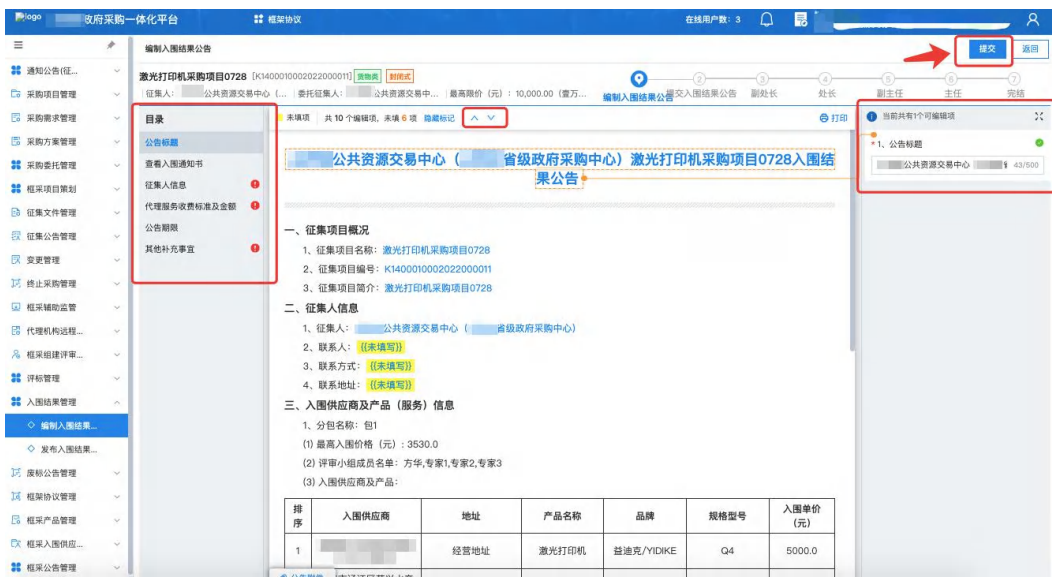 logo 政府采购一体化平台
框架协议
在线用户数：3
编制入围结果公告
提交
返回
通知公告(征...
采购项目管理
采购需求管理
采购方案管理
采购委托管理
框采项目策划
征集文件管理
征集公告管理
变更管理
终止采购管理
框采辅助监管
代理机构远程...
框采组建评审...
评标管理
入围结果管理
编制入围结果...
发布入围结果...
废标公告管理
框架协议管理
框采产品管理
框采入围供应...
框采公告管理
激光打印机采购项目0728 [K1400010002022000011] 货物类 封闭式
征集人： 公共资源交易中心（... 委托征集人： 公共资源交易中... 最高限价（元）：10,000.00（壹万...
编制入围结果公告
2 提交入围结果公告
3 副处长
4 处长
5 副主任
6 主任
7 完结
目录
公告标题
查看入围通知书
征集人信息
代理服务收费标准及金额
公告期限
其他补充事宜
未填项 共 10 个编辑项，未填 6 项 隐藏标记
打印
公共资源交易中心（ 省级政府采购中心）激光打印机采购项目0728入围结
果公告
一、征集项目概况
1、征集项目名称：激光打印机采购项目0728
2、征集项目编号：K1400010002022000011
3、征集项目简介：激光打印机采购项目0728
二、征集人信息
1、征集人： 公共资源交易中心（ 省级政府采购中心）
2、联系人：{{未填写}}
3、联系方式：{{未填写}}
4、联系地址：{{未填写}}
三、入围供应商及产品（服务）信息
1、分包名称：包1
(1) 最高入围价格（元）: 3530.0
(2) 评审小组成员名单：方华,专家1,专家2,专家3
(3) 入围供应商及产品：
排序 入围供应商 地址 产品名称 品牌 规格型号 入围单价（元）
1 经营地址 激光打印机 益迪克/YIDIKE Q4 5000.0
当前共有1个可编辑项
*1、公告标题
公共资源交易中心 43/500